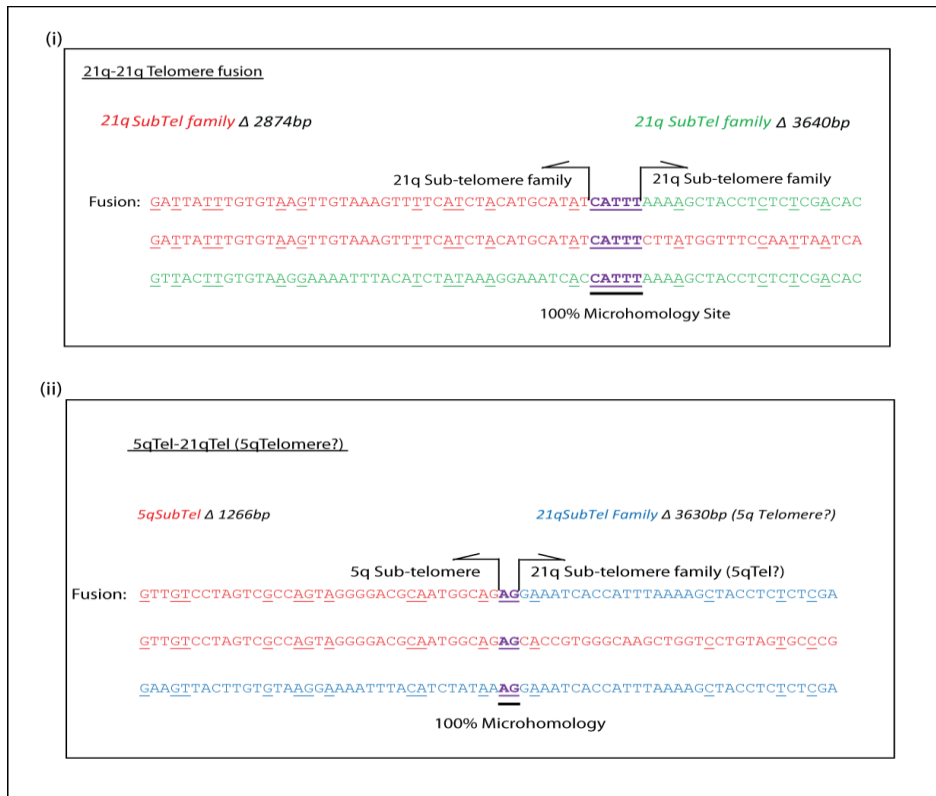 (i)
21q-21q Telomere fusion
21q SubTel family Δ 2874bp 21q SubTel family Δ 3640bp
21q Sub-telomere family 21q Sub-telomere family
Fusion: GATTATTTGTGTAAGTTGTAAAGTTTTCATCTACATGCATATCATTTAAAAGCTACCTCTCTCGACAC
GATTATTTGTGTAAGTTGTAAAGTTTTCATCTACATGCATATCATTTCTTATGGTTTCCAATTAATCA
GTTACTTGTGTAAGGAAAATTTACATCTATAAAGGAAATCACCATTTAAAAGCTACCTCTCTCGACAC
100% Microhomology Site
(ii)
5qTel-21qTel (5qTelomere?)
5qSubTel Δ 1266bp 21qSubTel Family Δ 3630bp (5q Telomere?)
5q Sub-telomere 21q Sub-telomere family (5qTel?)
Fusion: GTTGTCCTAGTCGCCAGTAGGGGACGCAATGGCAGAGGAAATCACCATTTAAAAGCTACCTCTCTCGA
GTTGTCCTAGTCGCCAGTAGGGGACGCAATGGCAGAGCACCGTGGGCAAGCTGGTCCTGTAGTGCCCG
GAAGTTACTTGTGTAAGGAAAATTTACATCTATAAAGGAAATCACCATTTAAAAGCTACCTCTCTCGA
100% Microhomology